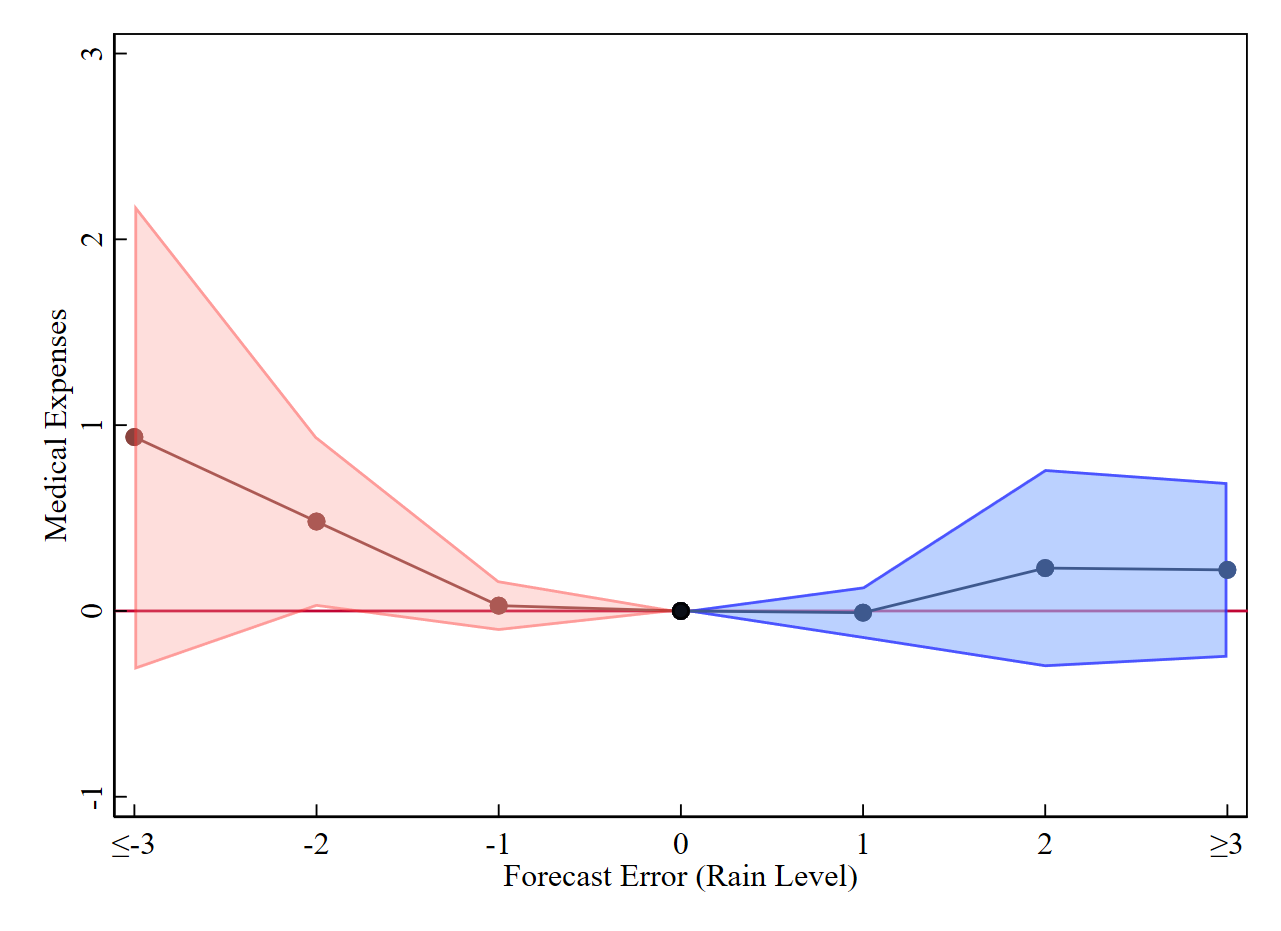 3
2
1
0
-1
Medical Expenses
≤-3 -2 -1 0 1 2 ≥3
Forecast Error (Rain Level)